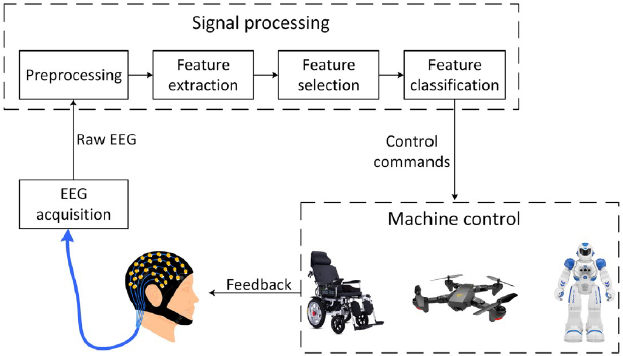 Signal processing
Preprocessing
Feature
extraction
Feature
selection
Feature
classification
Raw EEG
Control
commands
EEG
acquisition
Machine control
Feedback